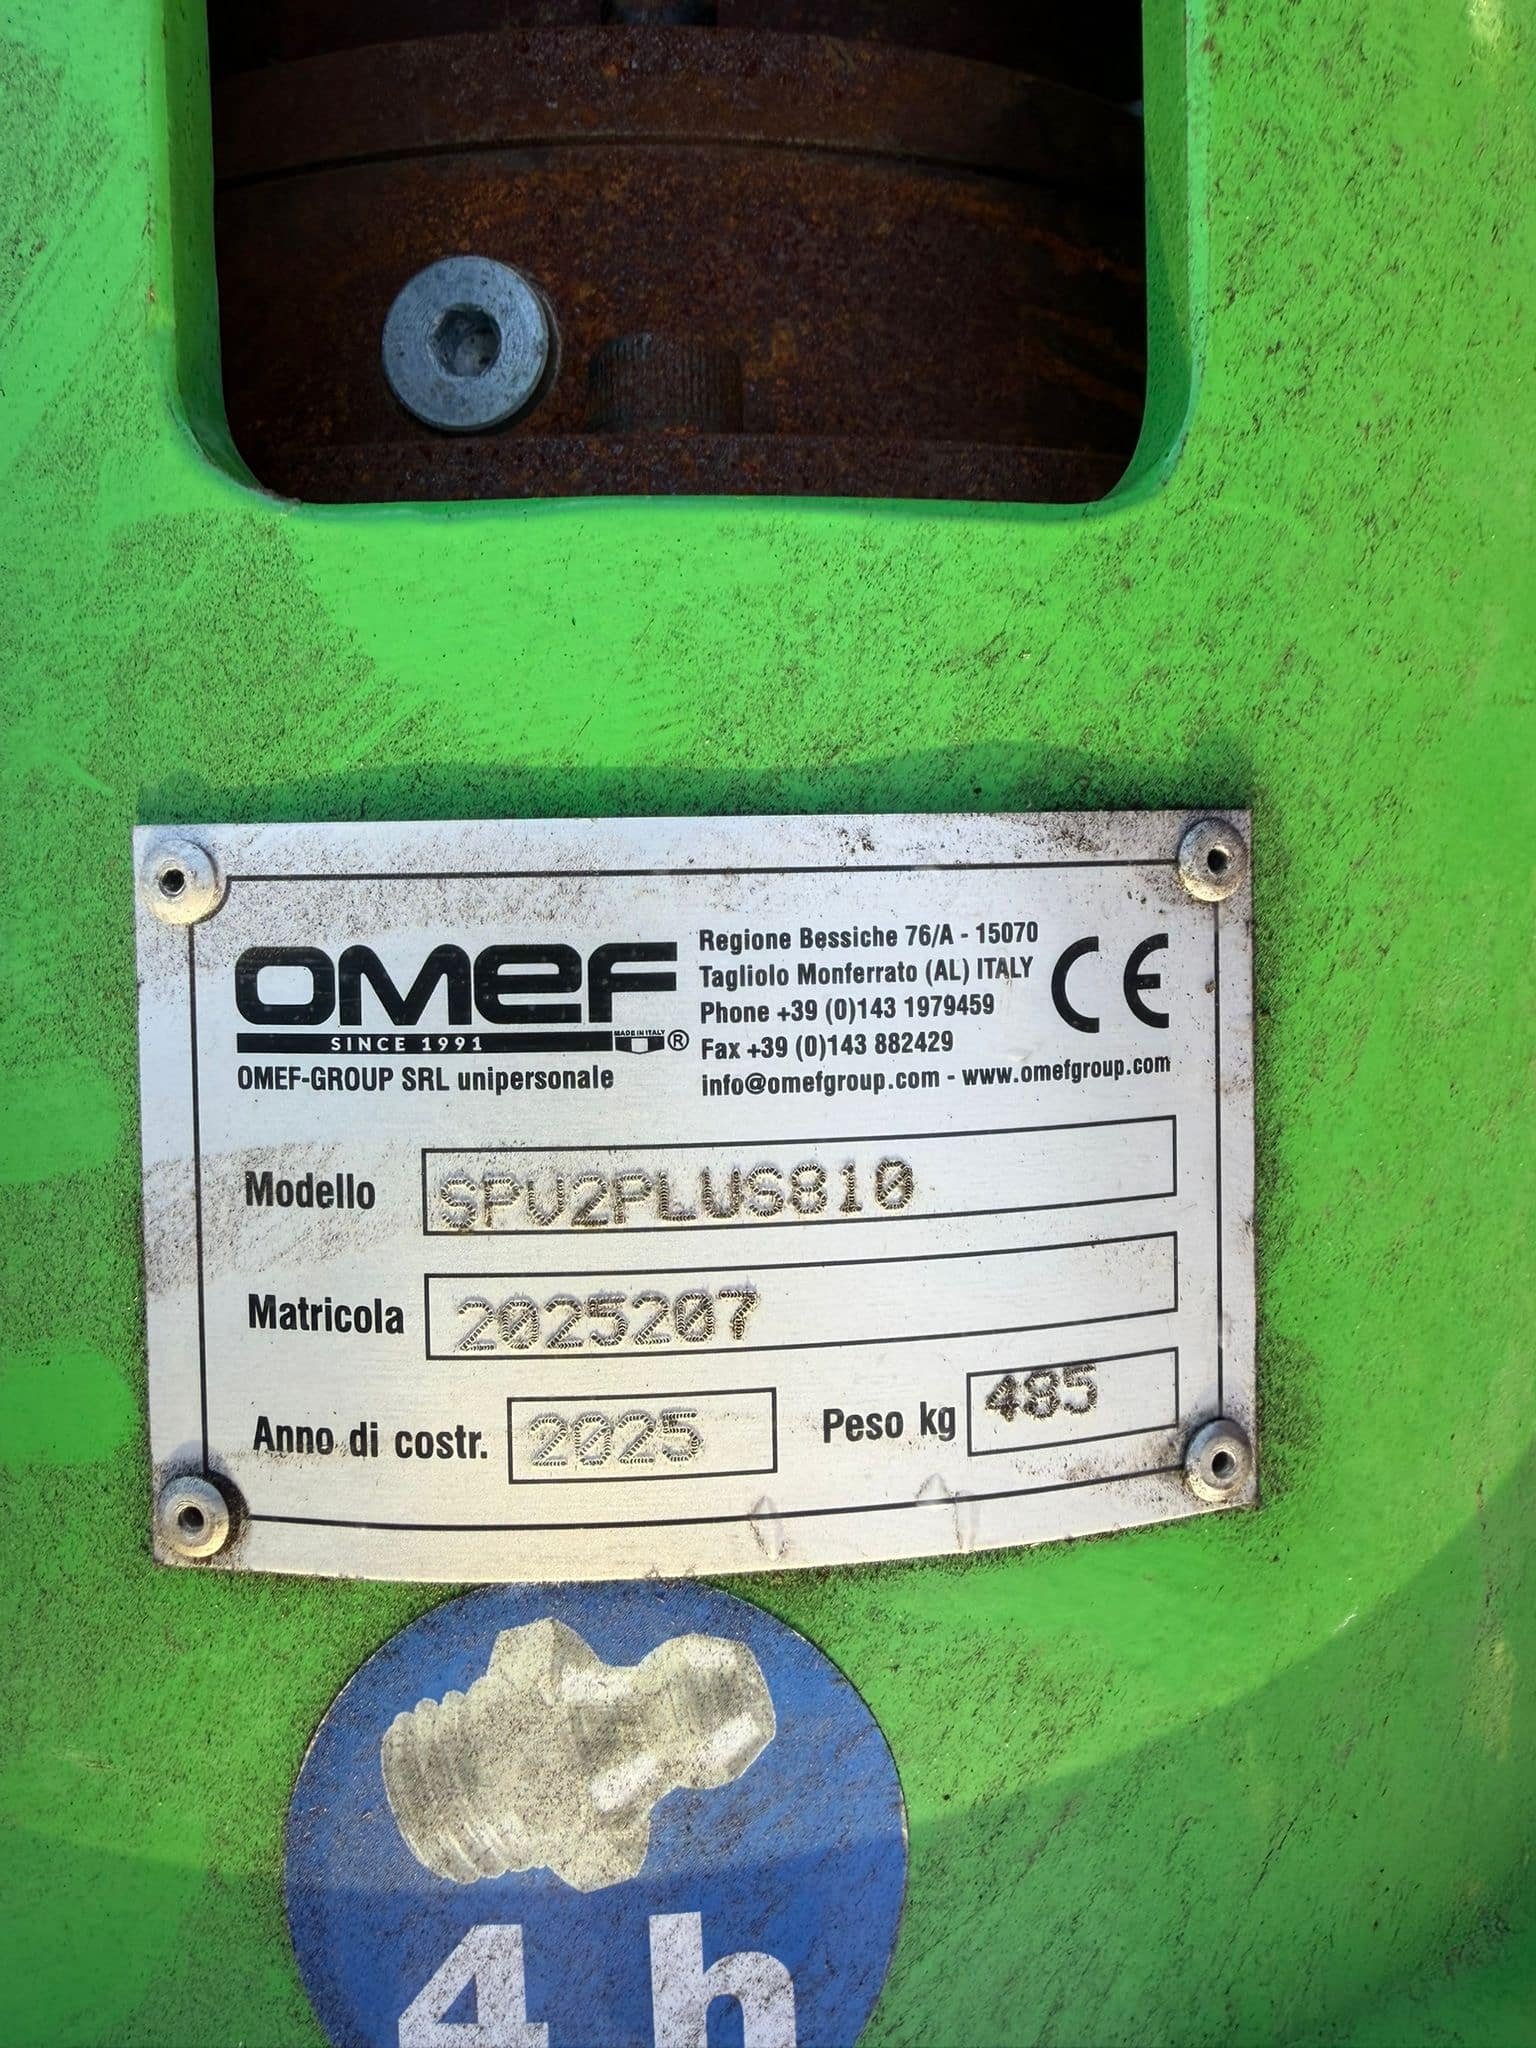 OMEF
SINCE 1991
MADE IN ITALY
®
OMEF-GROUP SRL unipersonale
Regione Bessiche 76/A - 15070
Tagliolo Monferrato (AL) ITALY
Phone +39 (0)143 1979459
Fax +39 (0)143 882429
info@omefgroup.com - www.omefgroup.com
CE
Modello SPV2PLUS810
Matricola 2025207
Anno di costr. 2025 Peso kg 485
4 h